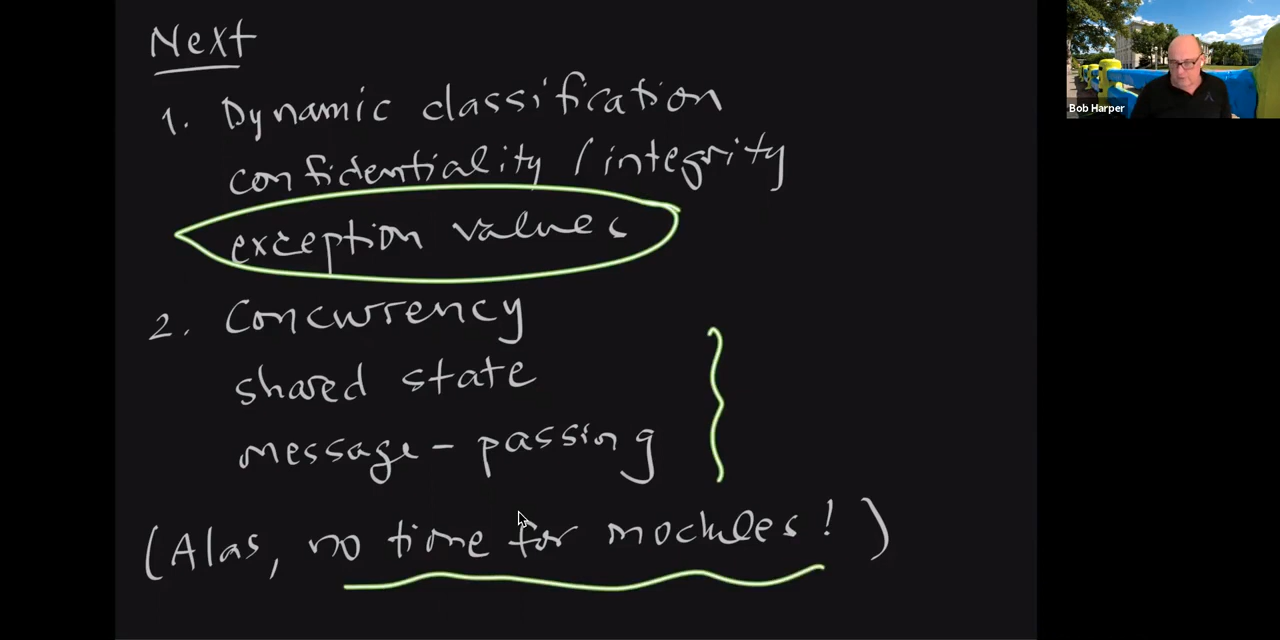 Next
1. Dynamic classification
confidentiality / integrity
exception values
2. Concurrency
shared state
message-passing
(Alas, no time for modules!)
Bob Harper